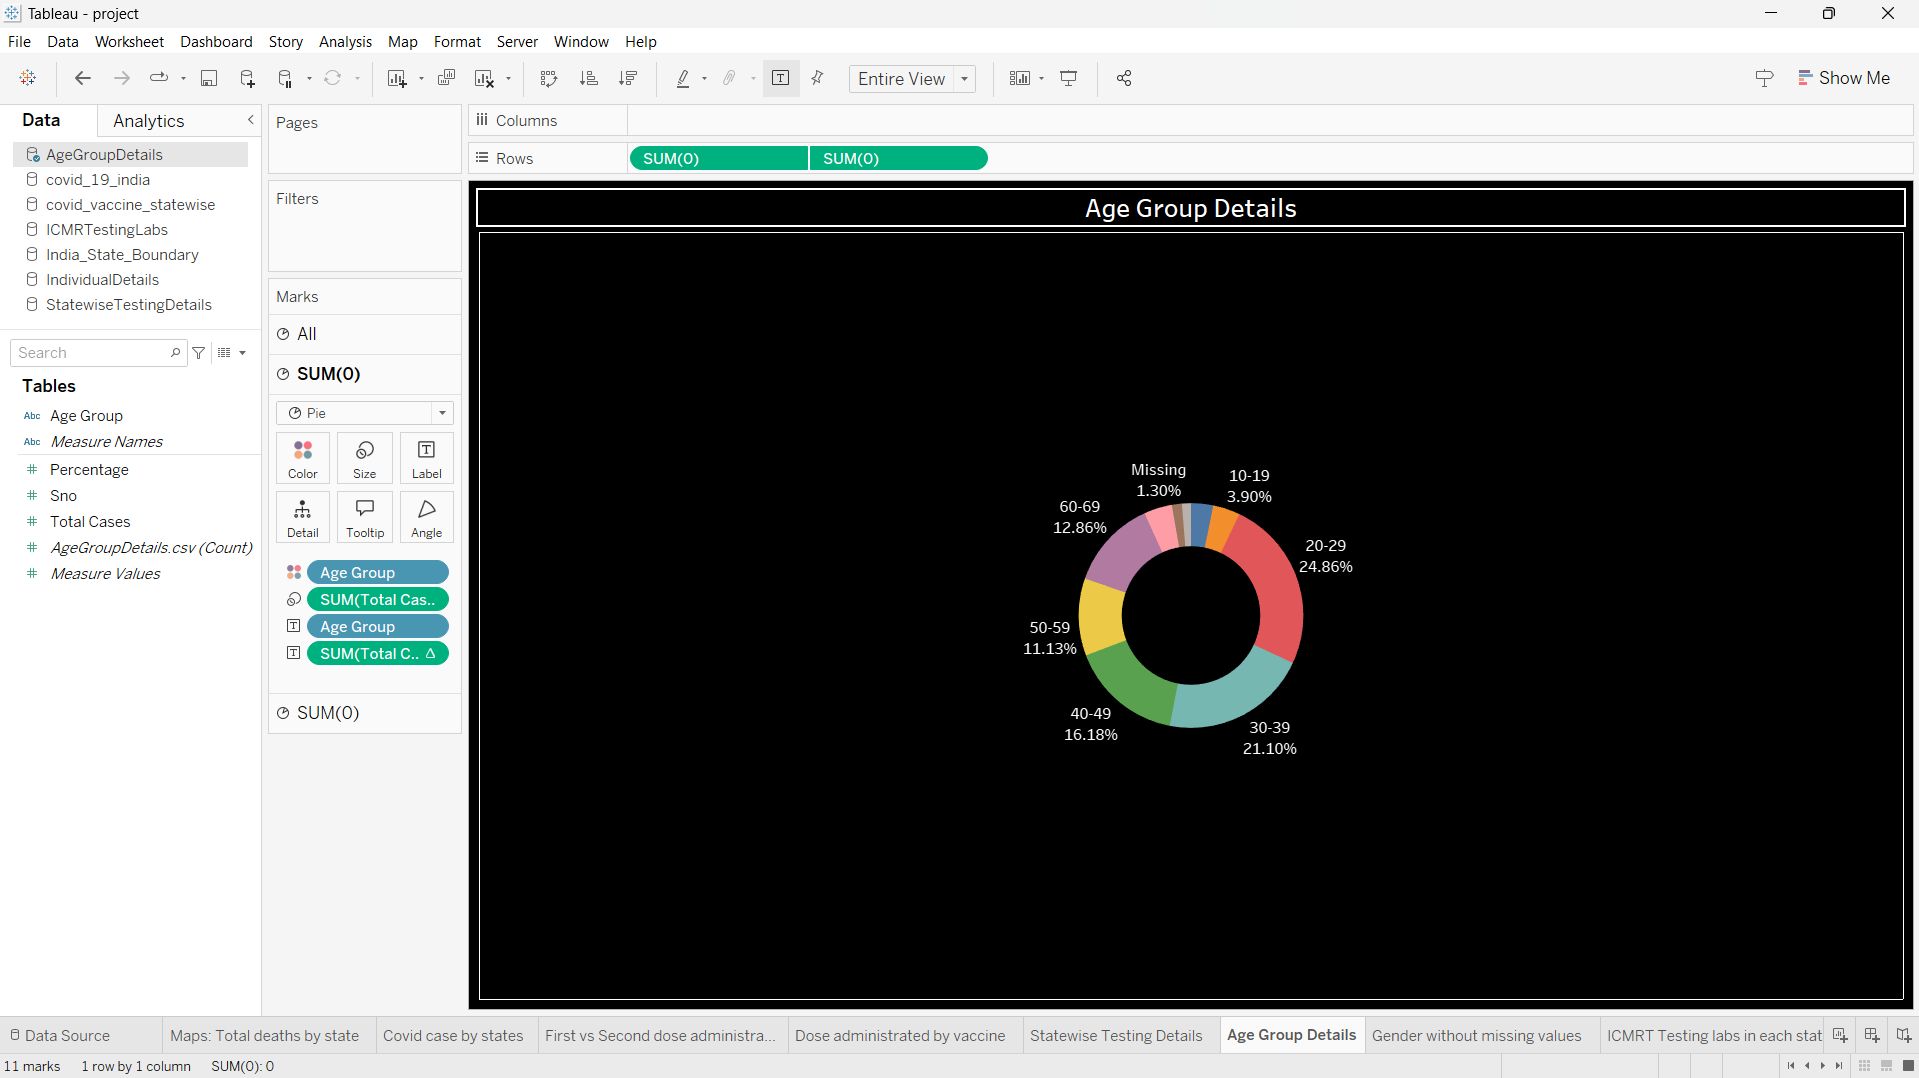 Tableau - project
File Data Worksheet Dashboard Story Analysis Map Format Server Window Help
Entire View
Show Me
Data Analytics
AgeGroupDetails
covid_19_india
covid_vaccine_statewise
ICMRTestingLabs
India_State_Boundary
IndividualDetails
StatewiseTestingDetails
Search
Tables
Abc Age Group
Abc Measure Names
# Percentage
# Sno
# Total Cases
# AgeGroupDetails.csv (Count)
# Measure Values
Pages
Filters
Marks
All
SUM(0)
Pie
Color Size Label
Detail Tooltip Angle
Age Group
SUM(Total Cas..
T Age Group
T SUM(Total C.. Δ
SUM(0)
iii Columns
Rows SUM(0) SUM(0)
Age Group Details
Missing
1.30%
10-19
3.90%
60-69
12.86%
20-29
24.86%
50-59
11.13%
40-49
16.18%
30-39
21.10%
Data Source Maps: Total deaths by state Covid case by states First vs Second dose administra... Dose administrated by vaccine Statewise Testing Details Age Group Details Gender without missing values ICMRT Testing labs in each stat
11 marks 1 row by 1 column SUM(0): 0